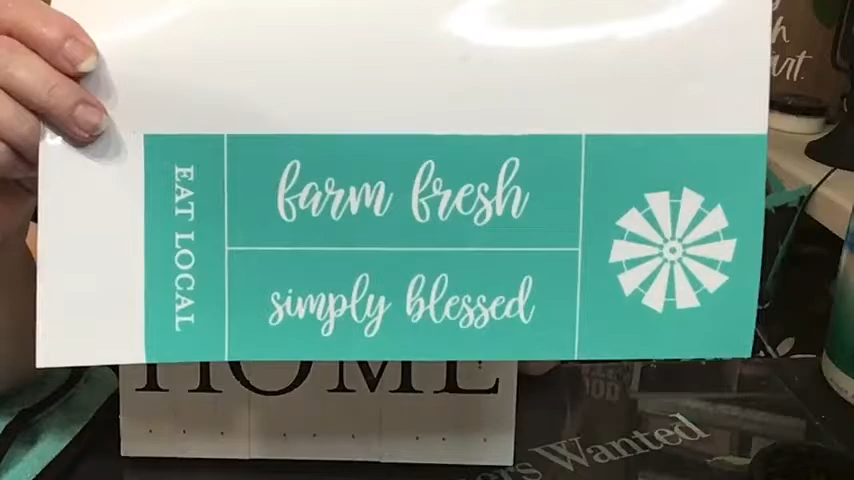 EAT LOCAL
farm fresh
simply blessed
HOME
Wanted